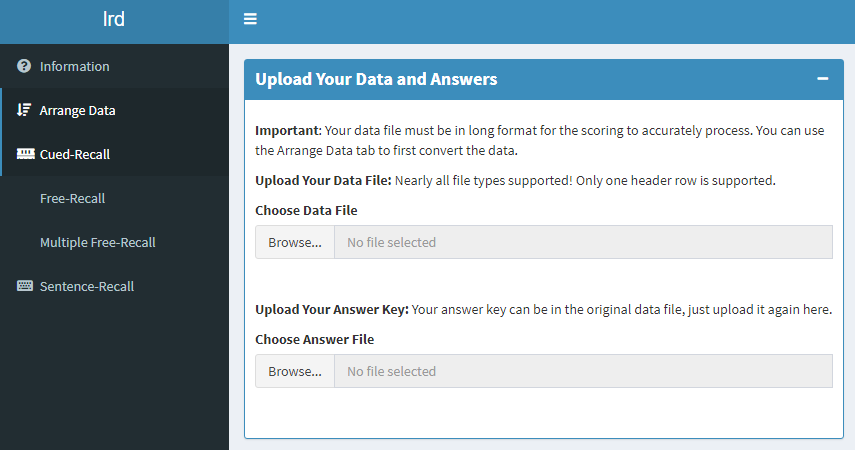 lrd
Information
Arrange Data
Cued-Recall
Free-Recall
Multiple Free-Recall
Sentence-Recall
Upload Your Data and Answers
Important: Your data file must be in long format for the scoring to accurately process. You can use
the Arrange Data tab to first convert the data.
Upload Your Data File: Nearly all file types supported! Only one header row is supported.
Choose Data File
Browse... No file selected
Upload Your Answer Key: Your answer key can be in the original data file, just upload it again here.
Choose Answer File
Browse... No file selected